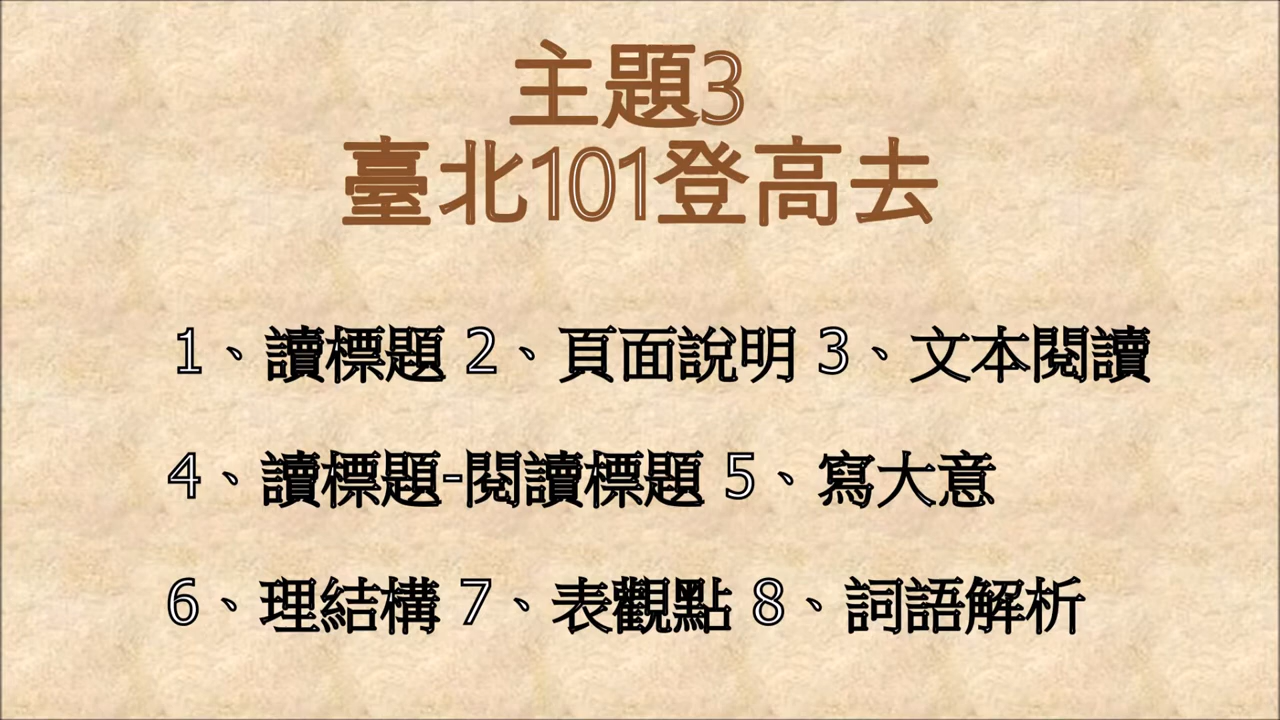 主題3
臺北101登高去
1、讀標題 2、頁面說明 3、文本閱讀
4、讀標題-閱讀標題 5、寫大意
6、理結構 7、表觀點 8、詞語解析